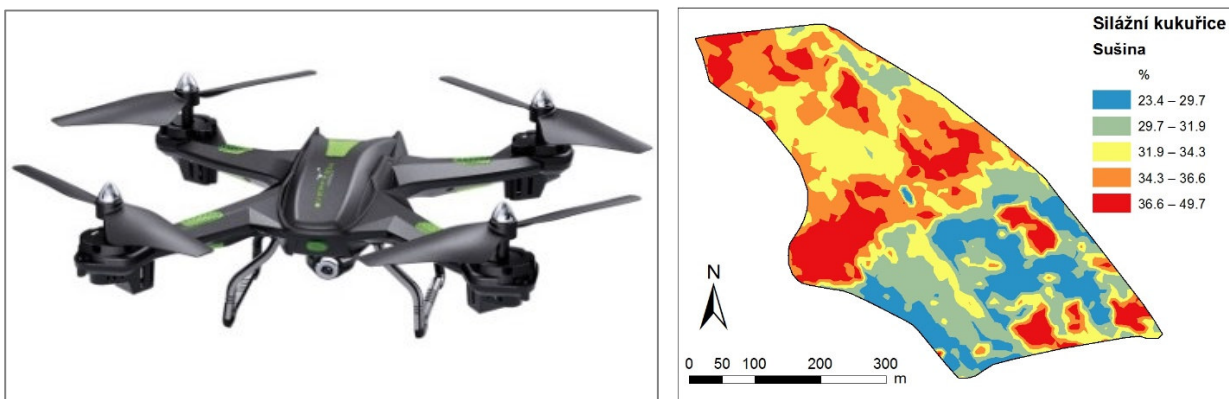 Silážní kukuřice
Sušina
%
23.4 – 29.7
29.7 – 31.9
31.9 – 34.3
34.3 – 36.6
36.6 – 49.7
N
0 50 100 200 300
m